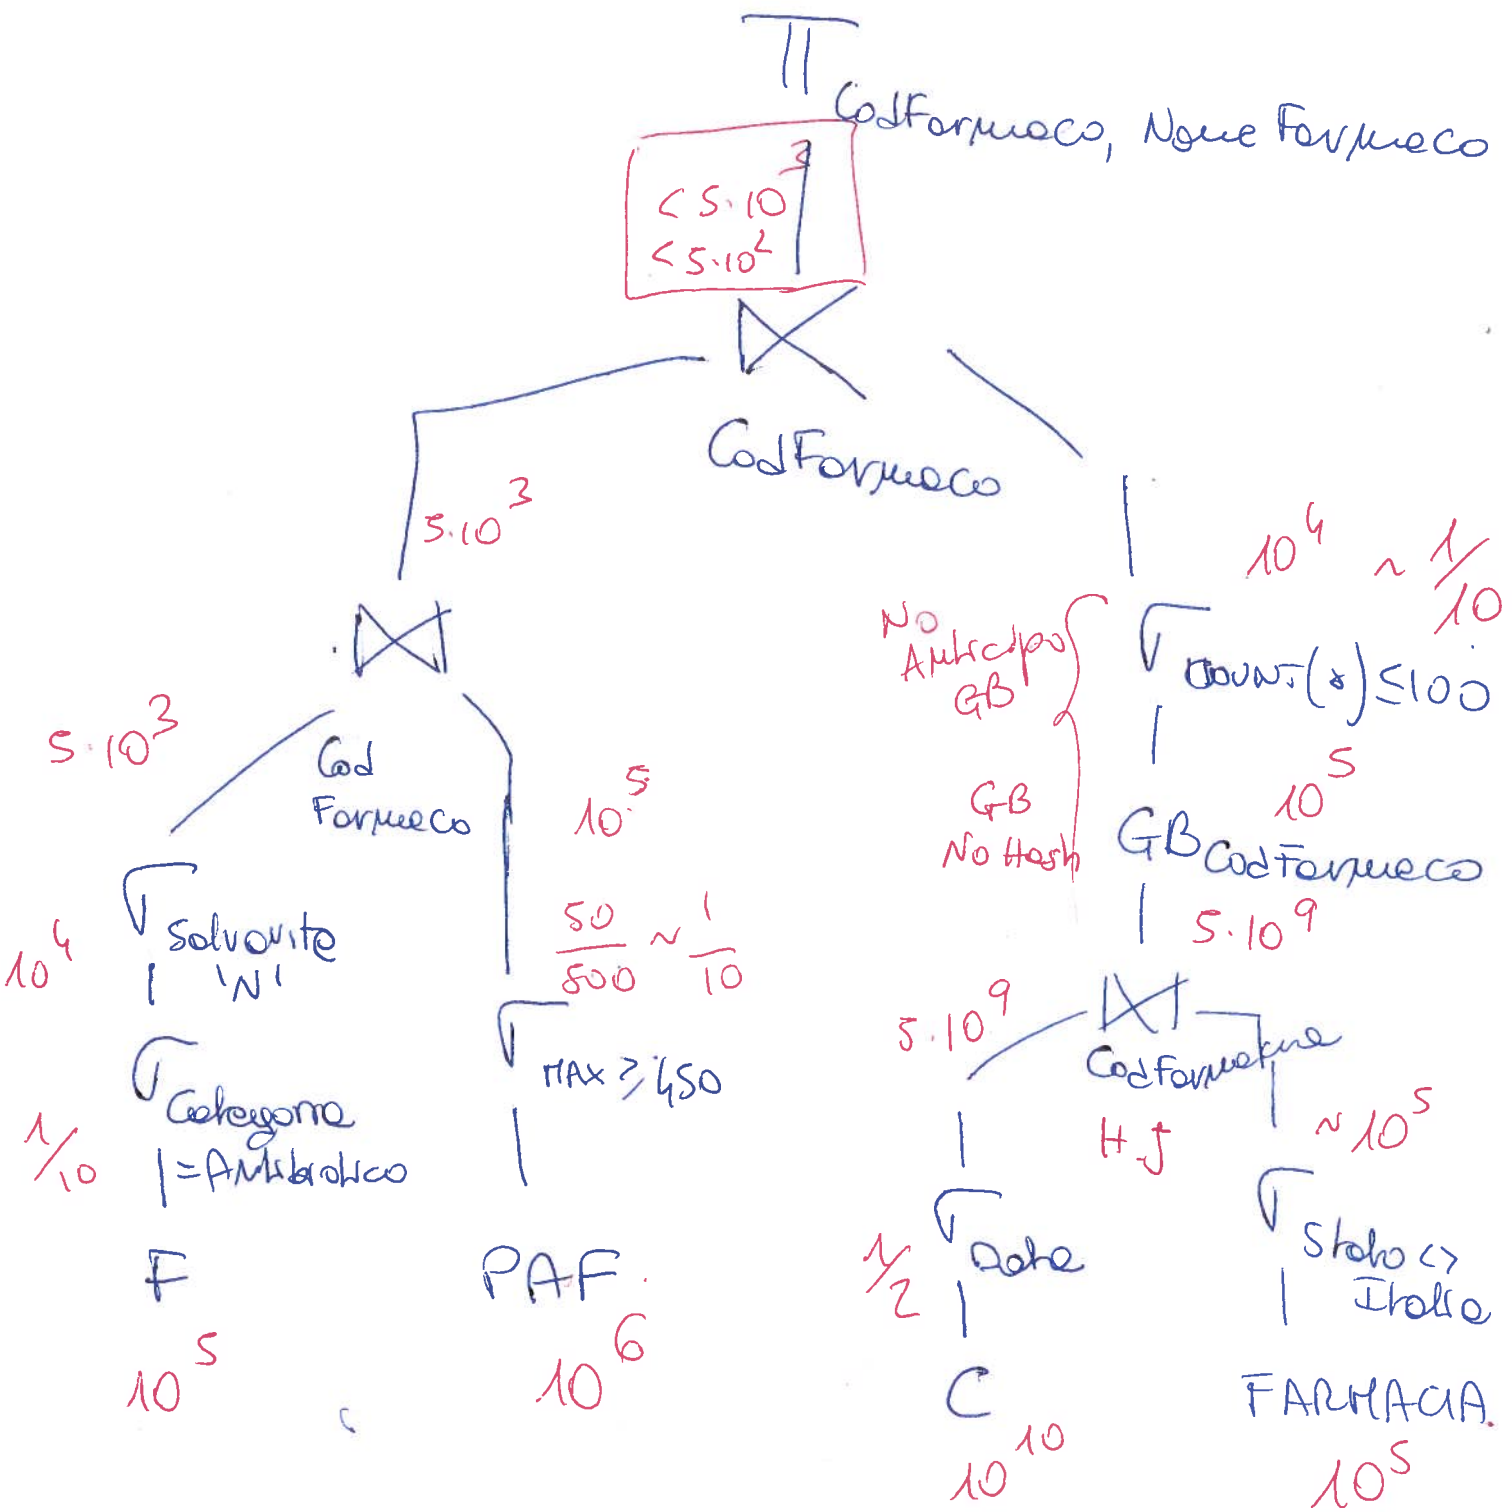 π
CodFarmaco, Nome Farmaco
< 5·10³
< 5·10²
⋈
CodFarmaco
5·10³
10⁴ ~ 1/10
No
Anticipo
GB
σ COUNT(*) ≤ 100
⋈
5·10³
Cod
Farmaco
10⁵
10⁵
GB
No Hash
GB CodFarmaco
σ Salvavita
'N'
10⁴
50/500 ~ 1/10
5·10⁹
5·10⁹
⋈
CodFarmacia
H.J
σ Categoria
= Antibiotico
1/10
σ MAX ≥ 450
~ 10⁵
σ Data
1/2
σ Stato <>
Italia
F
PAF
C
FARMACIA
10⁵
10⁶
10¹⁰
10⁵